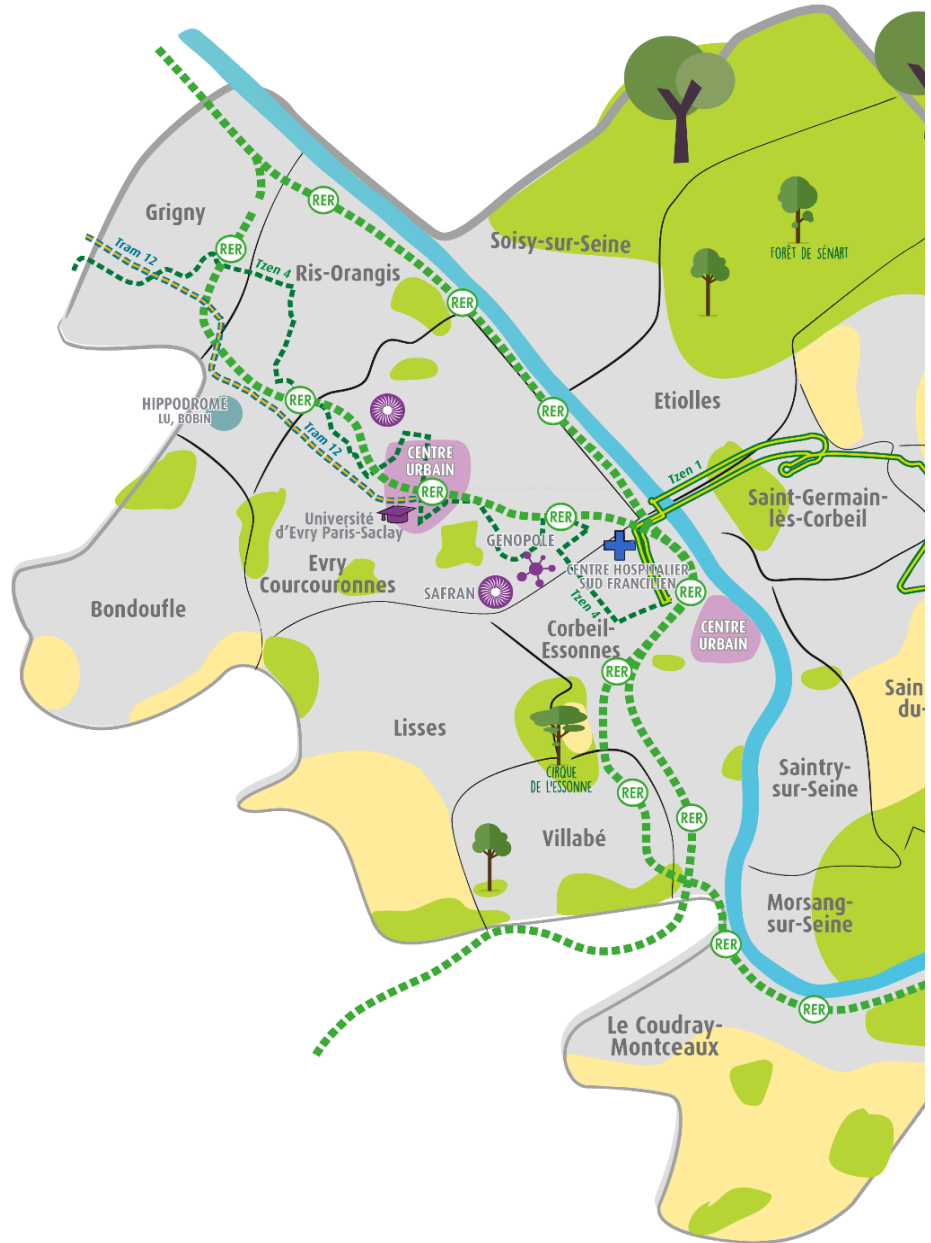 RER
Grigny
Soisy-sur-Seine
Tram 12
RER
FORÊT DE SÉNART
Tzen 4
Ris-Orangis
RER
HIPPODROME
LU, BOBIN
RER
RER
Etiolles
Tram 12
CENTRE
URBAIN
Tzen 1
RER
Saint-Germain-
lès-Corbeil
Université
d'Evry Paris-Saclay
RER
GENOPOLE
Evry
Courcouronnes
SAFRAN
CENTRE HOSPITALIER
SUD FRANCILIEN
RER
Bondoufle
Tzen 4
Corbeil-
Essonnes
CENTRE
URBAIN
RER
Sain
du-
Lisses
CIRQUE
DE L'ESSONNE
Saintry-
sur-Seine
RER
RER
Villabé
Morsang-
sur-Seine
RER
RER
Le Coudray-
Montceaux